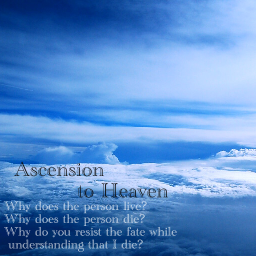 Ascension
to Heaven
Why does the person live?
Why does the person die?
Why do you resist the fate while
understanding that I die?